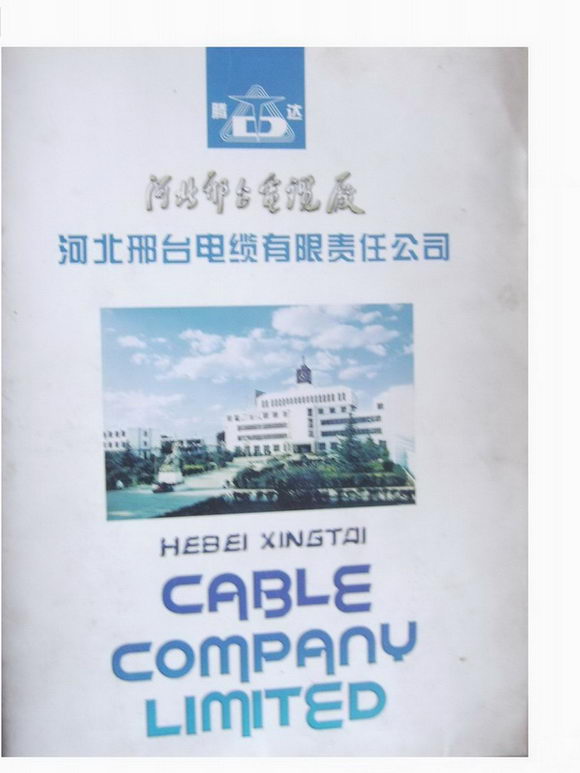 腾 达
河北邢台电缆厂
河北邢台电缆有限责任公司
HEBEI XINGTAI
CABLE
COMPANY
LIMITED